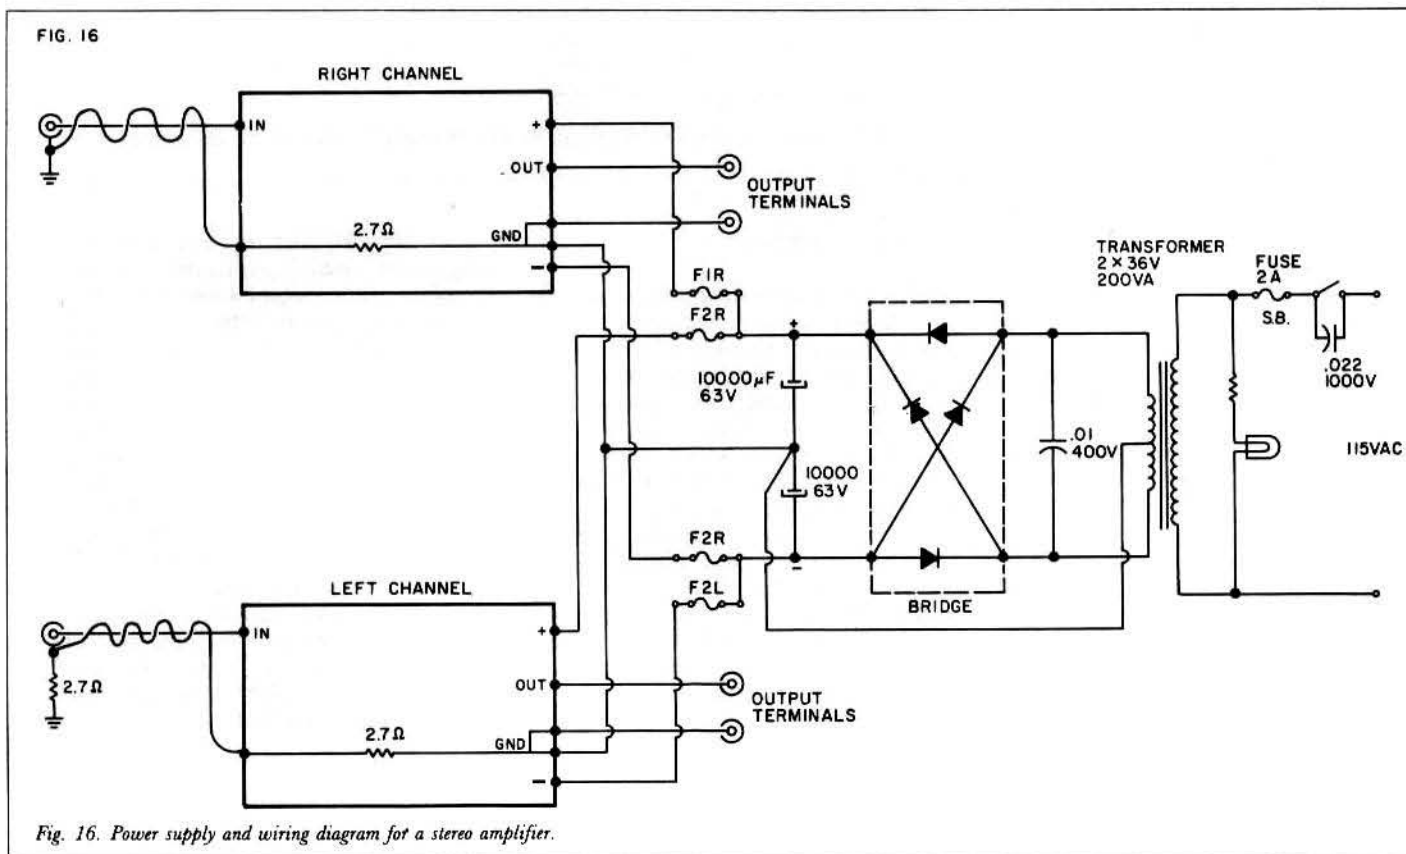 FIG. 16
RIGHT CHANNEL
IN
+
OUT
OUTPUT
TERMINALS
2.7Ω
GND
−
F1R
F2R
TRANSFORMER
2 × 36V
200VA
FUSE
2A
S.B.
.022
1000V
+
10000µF
63V
.01
400V
115VAC
10000
63V
F2R
−
F2L
BRIDGE
LEFT CHANNEL
IN
+
2.7Ω
OUT
OUTPUT
TERMINALS
2.7Ω
GND
−
Fig. 16. Power supply and wiring diagram for a stereo amplifier.